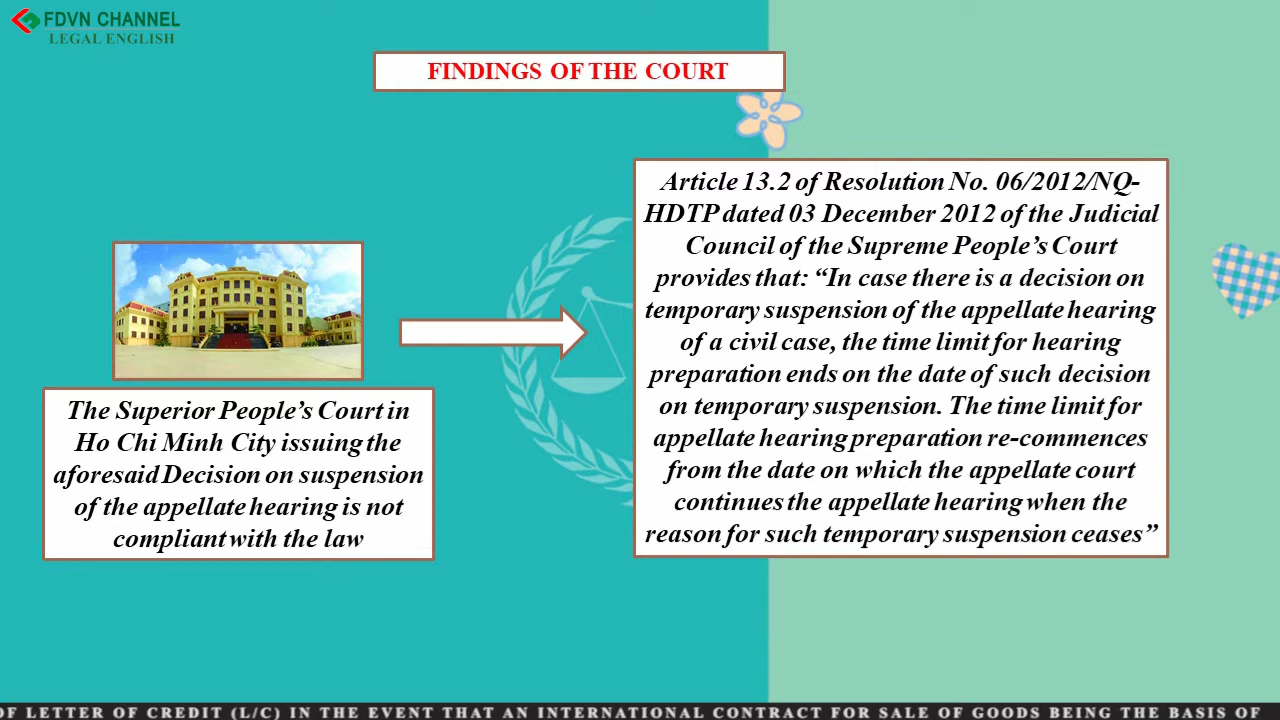 FDVN CHANNEL
LEGAL ENGLISH
FINDINGS OF THE COURT
The Superior People’s Court in
Ho Chi Minh City issuing the
aforesaid Decision on suspension
of the appellate hearing is not
compliant with the law
Article 13.2 of Resolution No. 06/2012/NQ-
HDTP dated 03 December 2012 of the Judicial
Council of the Supreme People’s Court
provides that: “In case there is a decision on
temporary suspension of the appellate hearing
of a civil case, the time limit for hearing
preparation ends on the date of such decision
on temporary suspension. The time limit for
appellate hearing preparation re-commences
from the date on which the appellate court
continues the appellate hearing when the
reason for such temporary suspension ceases”
OF LETTER OF CREDIT (L/C) IN THE EVENT THAT AN INTERNATIONAL CONTRACT FOR SALE OF GOODS BEING THE BASIS OF